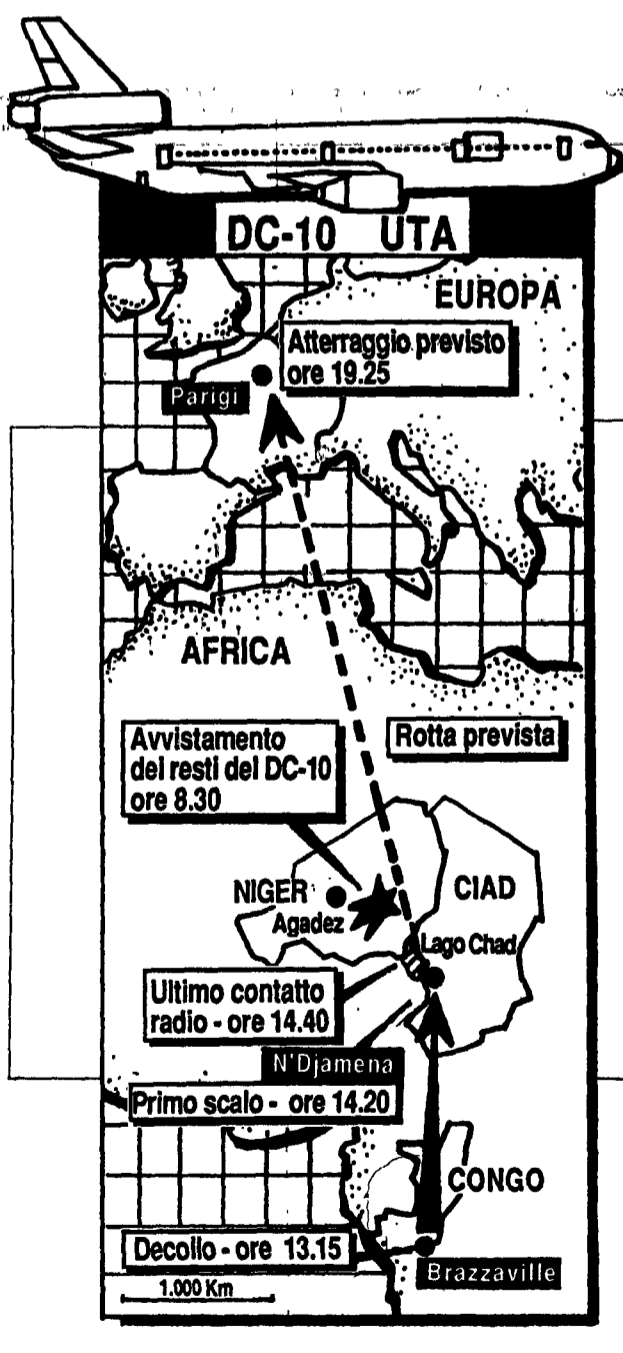 DC-10 UTA
EUROPA
Atterraggio previsto
ore 19.25
Parigi
AFRICA
Rotta prevista
Avvistamento
dei resti del DC-10
ore 8.30
NIGER
CIAD
Agadez
Lago Chad
Ultimo contatto
radio - ore 14.40
N'Djamena
Primo scalo - ore 14.20
CONGO
Decollo - ore 13.15
Brazzaville
1.000 Km